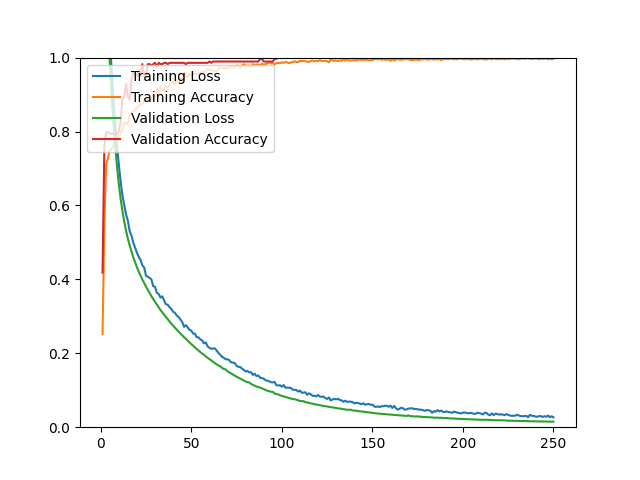 1.0
0.8
0.6
0.4
0.2
0.0
Training Loss
Training Accuracy
Validation Loss
Validation Accuracy
0 50 100 150 200 250